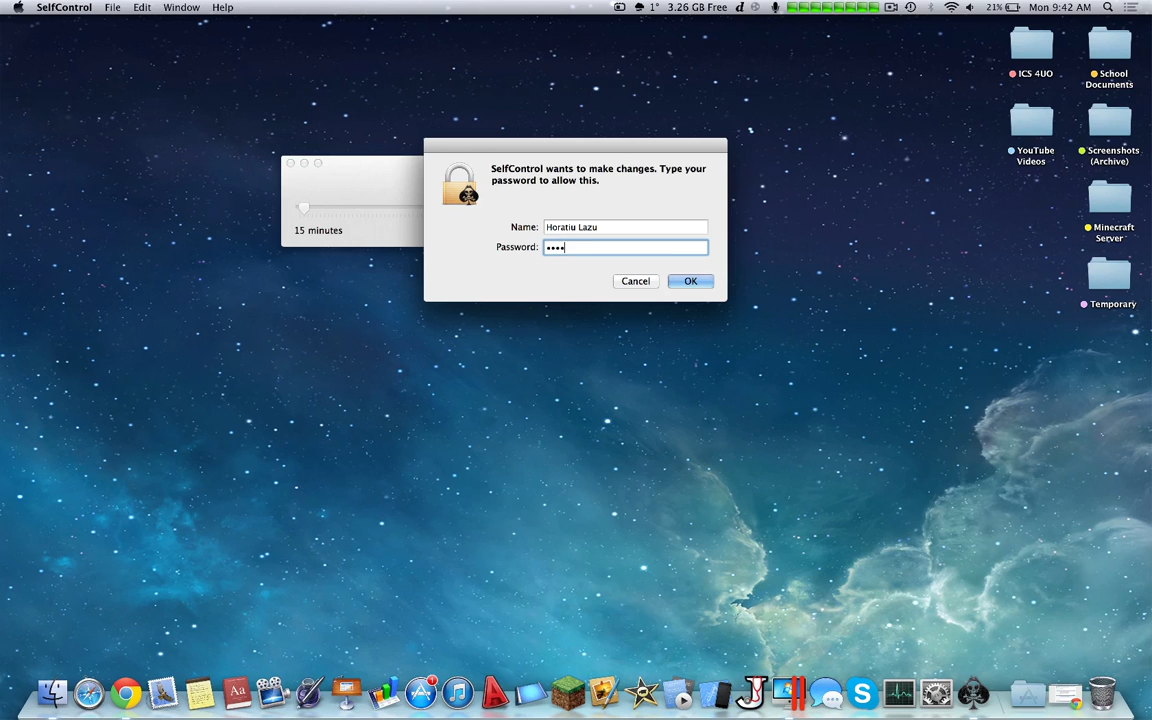 SelfControl File Edit Window Help 1° 3.26 GB Free d 21% Mon 9:42 AM
ICS 4UO
School
Documents
YouTube
Videos
Screenshots
(Archive)
Minecraft
Server
Temporary
15 minutes
SelfControl wants to make changes. Type your
password to allow this.
Name: Horatiu Lazu
Password: ••••
Cancel OK
Aa
1